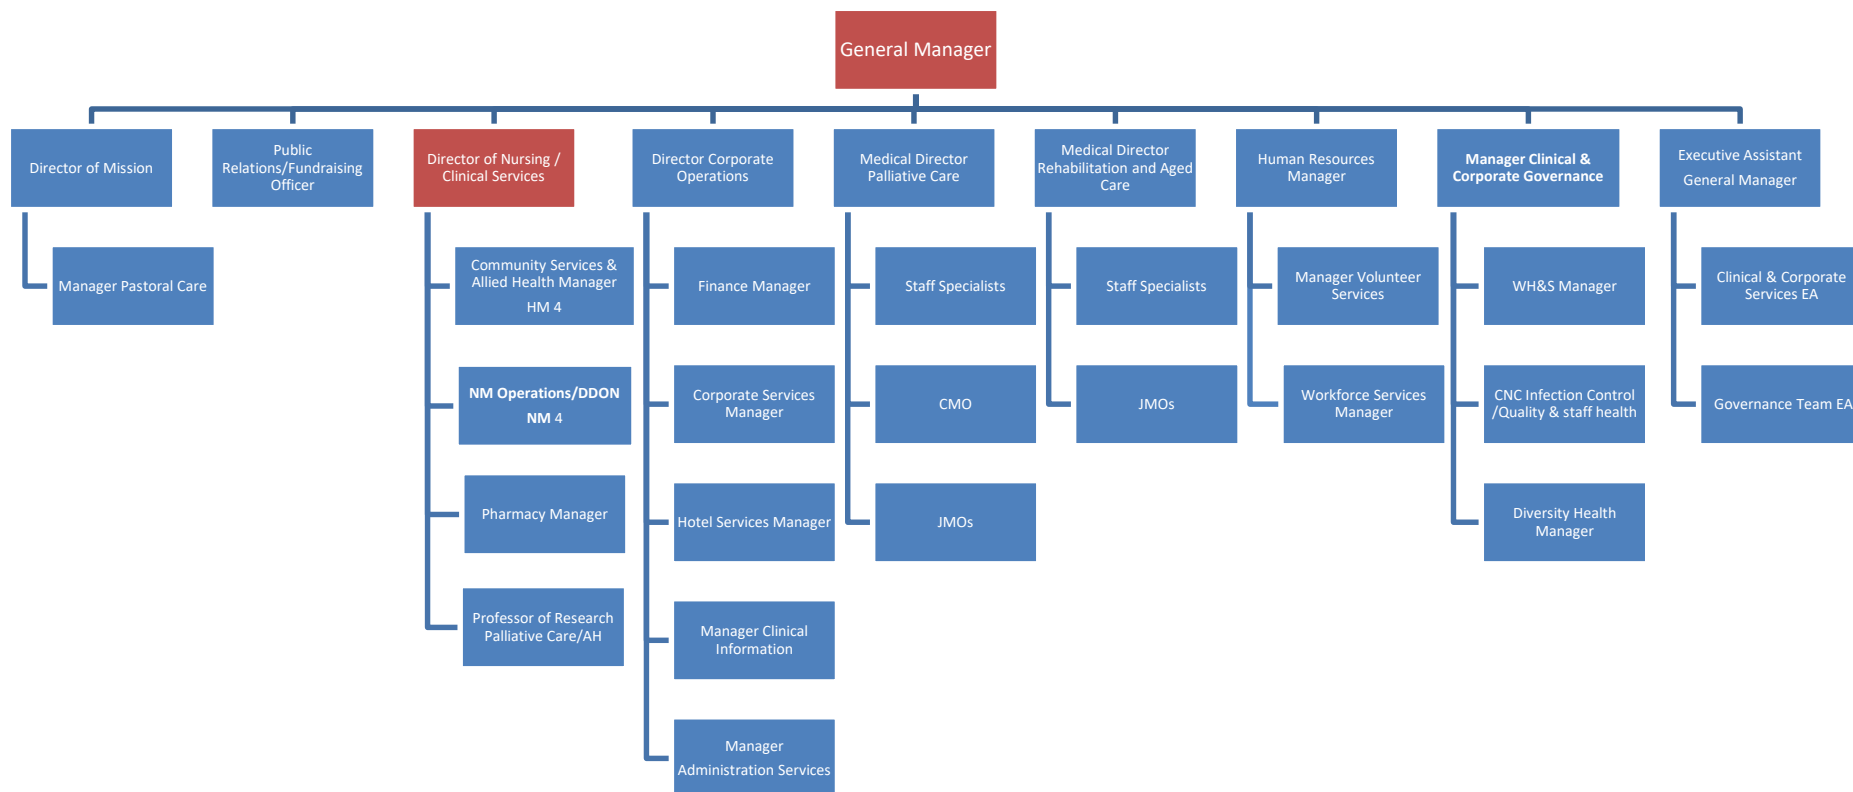 General Manager
Director of Mission
Public
Relations/Fundraising
Officer
Director of Nursing /
Clinical Services
Director Corporate
Operations
Medical Director
Palliative Care
Medical Director
Rehabilitation and Aged
Care
Human Resources
Manager
Manager Clinical &
Corporate Governance
Executive Assistant
General Manager
Manager Pastoral Care
Community Services &
Allied Health Manager
HM 4
Finance Manager
Staff Specialists
Staff Specialists
Manager Volunteer
Services
WH&S Manager
Clinical & Corporate
Services EA
NM Operations/DDON
NM 4
Corporate Services
Manager
CMO
JMOs
Workforce Services
Manager
CNC Infection Control
/Quality & staff health
Governance Team EA
Pharmacy Manager
Hotel Services Manager
JMOs
Diversity Health
Manager
Professor of Research
Palliative Care/AH
Manager Clinical
Information
Manager
Administration Services